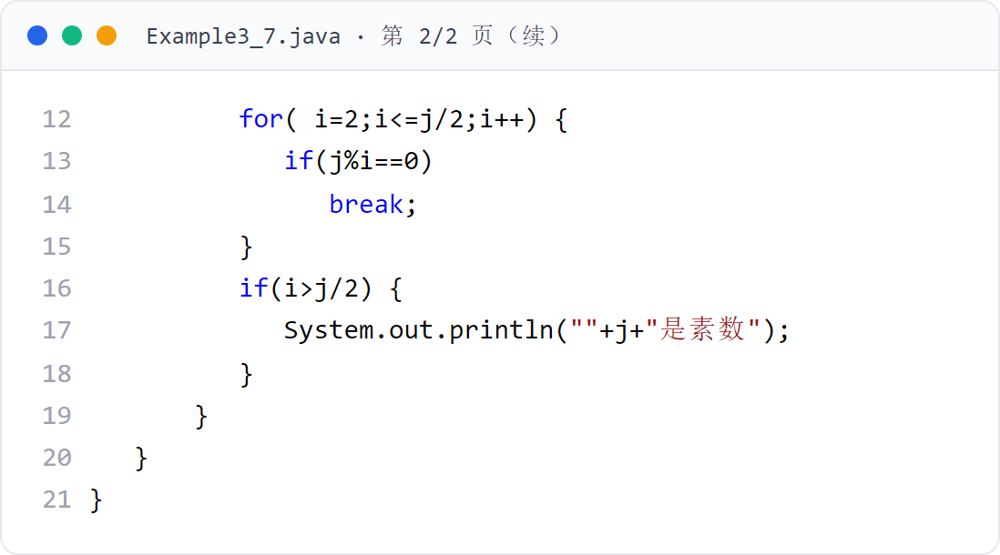 Example3_7.java · 第 2/2 页（续）
12 for( i=2;i<=j/2;i++) {
13 if(j%i==0)
14 break;
15 }
16 if(i>j/2) {
17 System.out.println(""+j+"是素数");
18 }
19 }
20 }
21 }